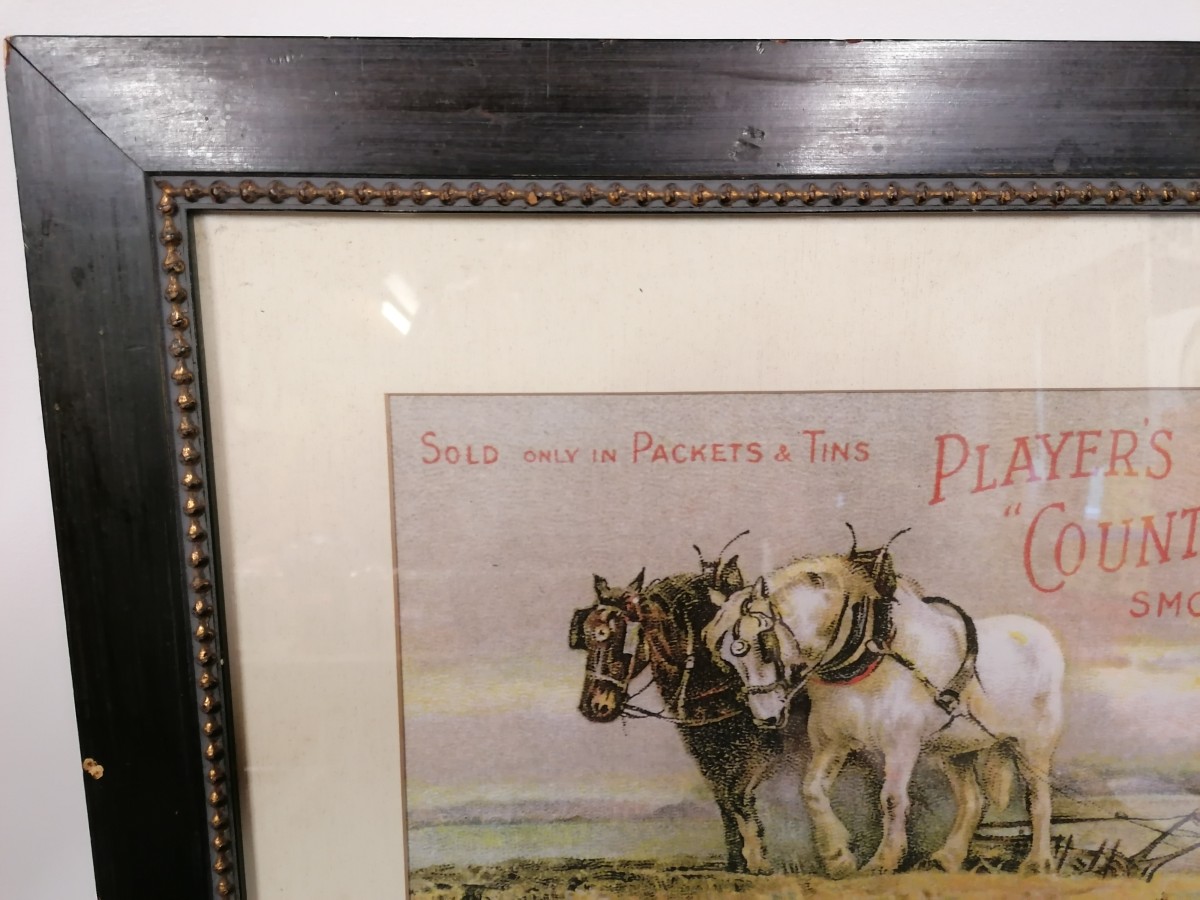 SOLD ONLY IN PACKETS & TINS
PLAYER'S
"COUNT
SMO